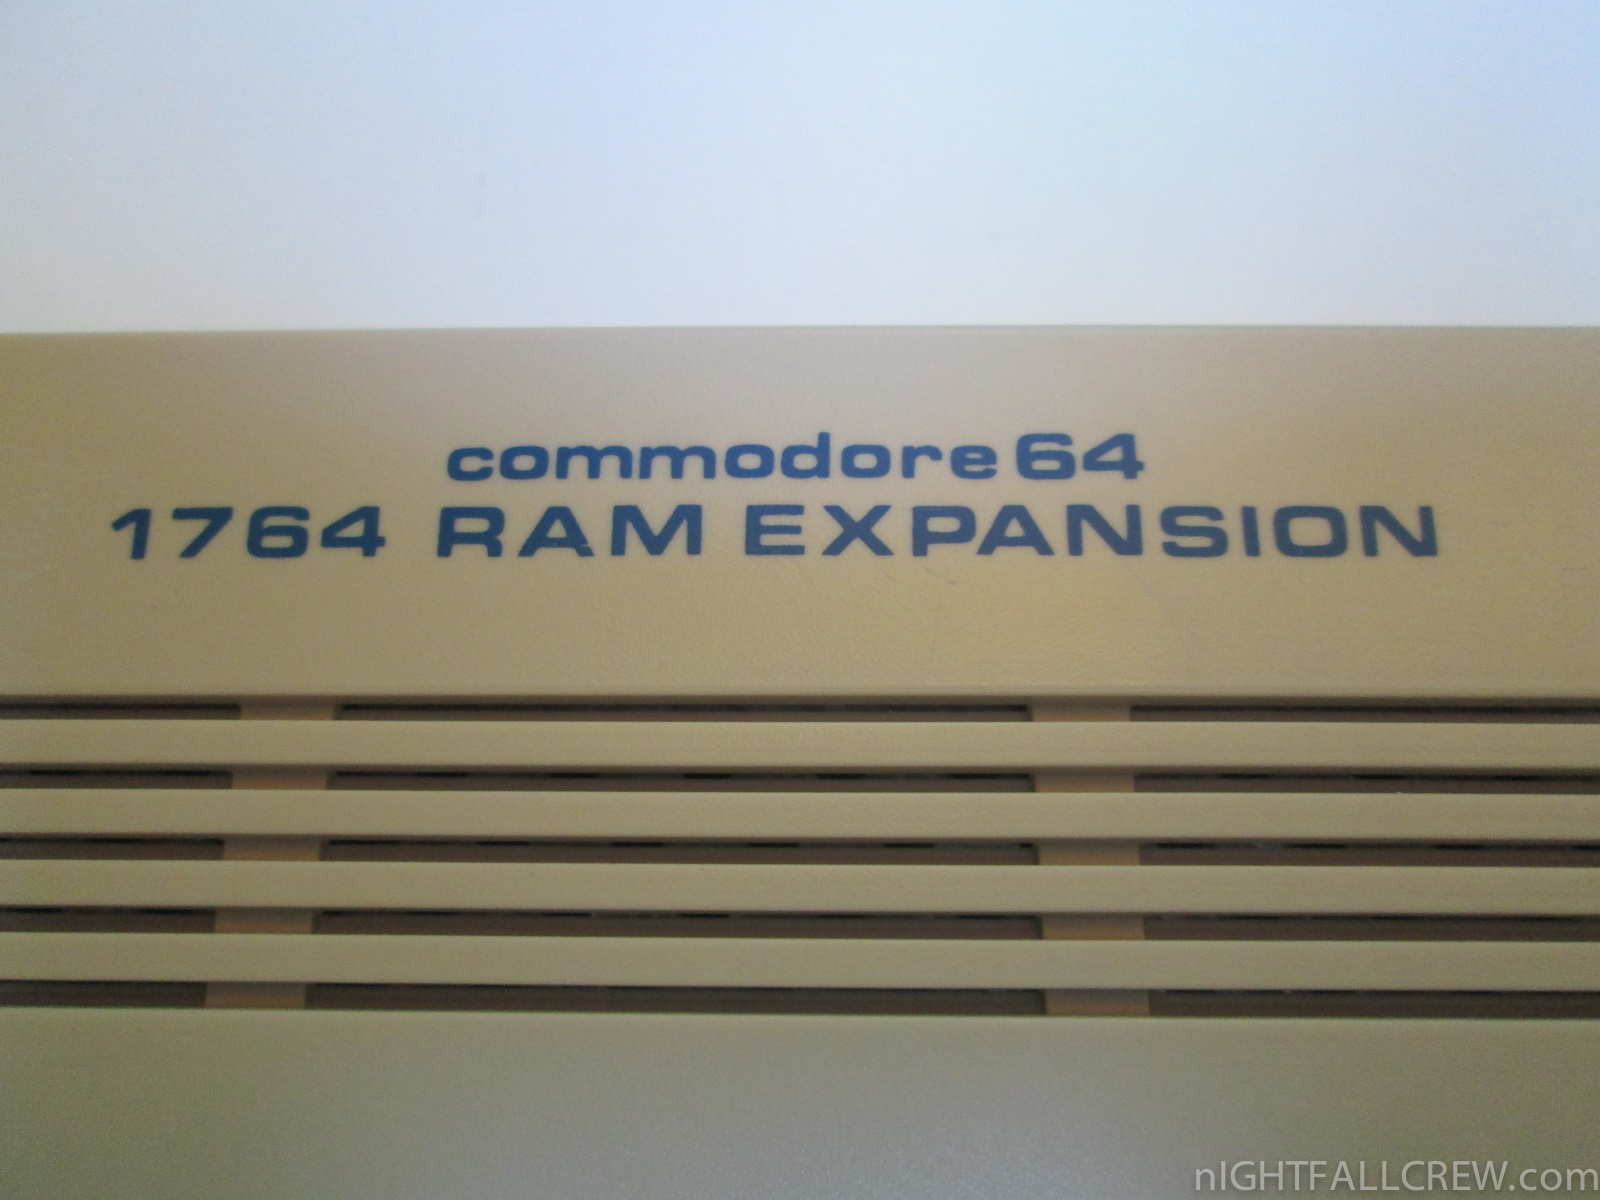 commodore 64
1764 RAM EXPANSION
nIGHTFALLCREW.com